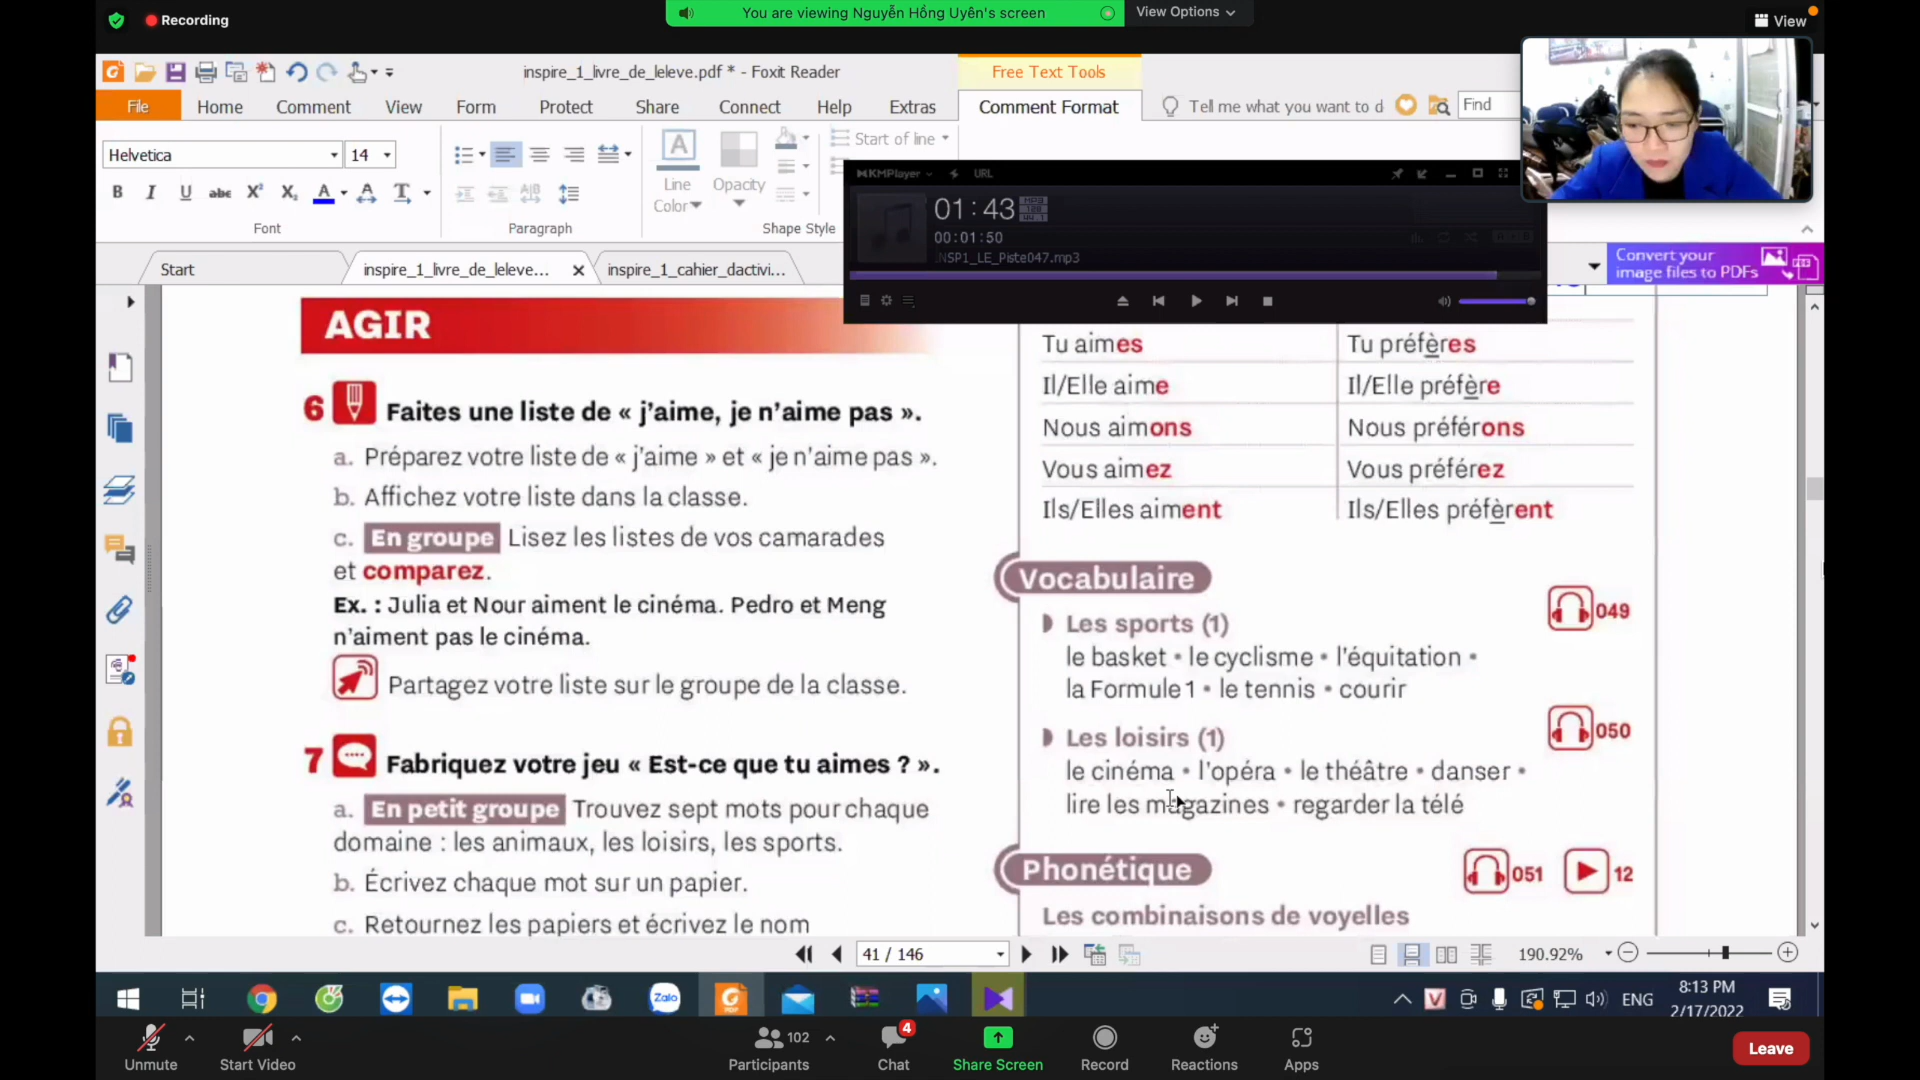 Recording
You are viewing Nguyễn Hồng Uyên's screen
View Options
View
inspire_1_livre_de_leleve.pdf * - Foxit Reader
Free Text Tools
File
Home
Comment
View
Form
Protect
Share
Connect
Help
Extras
Comment Format
Tell me what you want to d
Find
Helvetica
14
Start of line
Line
Color
Opacity
Font
Paragraph
Shape Style
KMPlayer
URL
01:43
00:01:50
INSP1_LE_Piste047.mp3
Start
inspire_1_livre_de_leleve...
inspire_1_cahier_dactivi...
Convert your
image files to PDFs
AGIR
6 Faites une liste de « j'aime, je n'aime pas ».
a. Préparez votre liste de « j'aime » et « je n'aime pas ».
b. Affichez votre liste dans la classe.
c. En groupe Lisez les listes de vos camarades
et comparez.
Ex. : Julia et Nour aiment le cinéma. Pedro et Meng
n'aiment pas le cinéma.
Partagez votre liste sur le groupe de la classe.
7 Fabriquez votre jeu « Est-ce que tu aimes ? ».
a. En petit groupe Trouvez sept mots pour chaque
domaine : les animaux, les loisirs, les sports.
b. Écrivez chaque mot sur un papier.
c. Retournez les papiers et écrivez le nom
Tu aimes Tu préfères
Il/Elle aime Il/Elle préfère
Nous aimons Nous préférons
Vous aimez Vous préférez
Ils/Elles aiment Ils/Elles préfèrent
Vocabulaire
049
Les sports (1)
le basket • le cyclisme • l'équitation •
la Formule 1 • le tennis • courir
050
Les loisirs (1)
le cinéma • l'opéra • le théâtre • danser •
lire les magazines • regarder la télé
Phonétique
051 12
Les combinaisons de voyelles
41 / 146
190.92%
Zalo
ENG
8:13 PM
2/17/2022
Unmute
Start Video
102
Participants
4
Chat
Share Screen
Record
Reactions
Apps
Leave